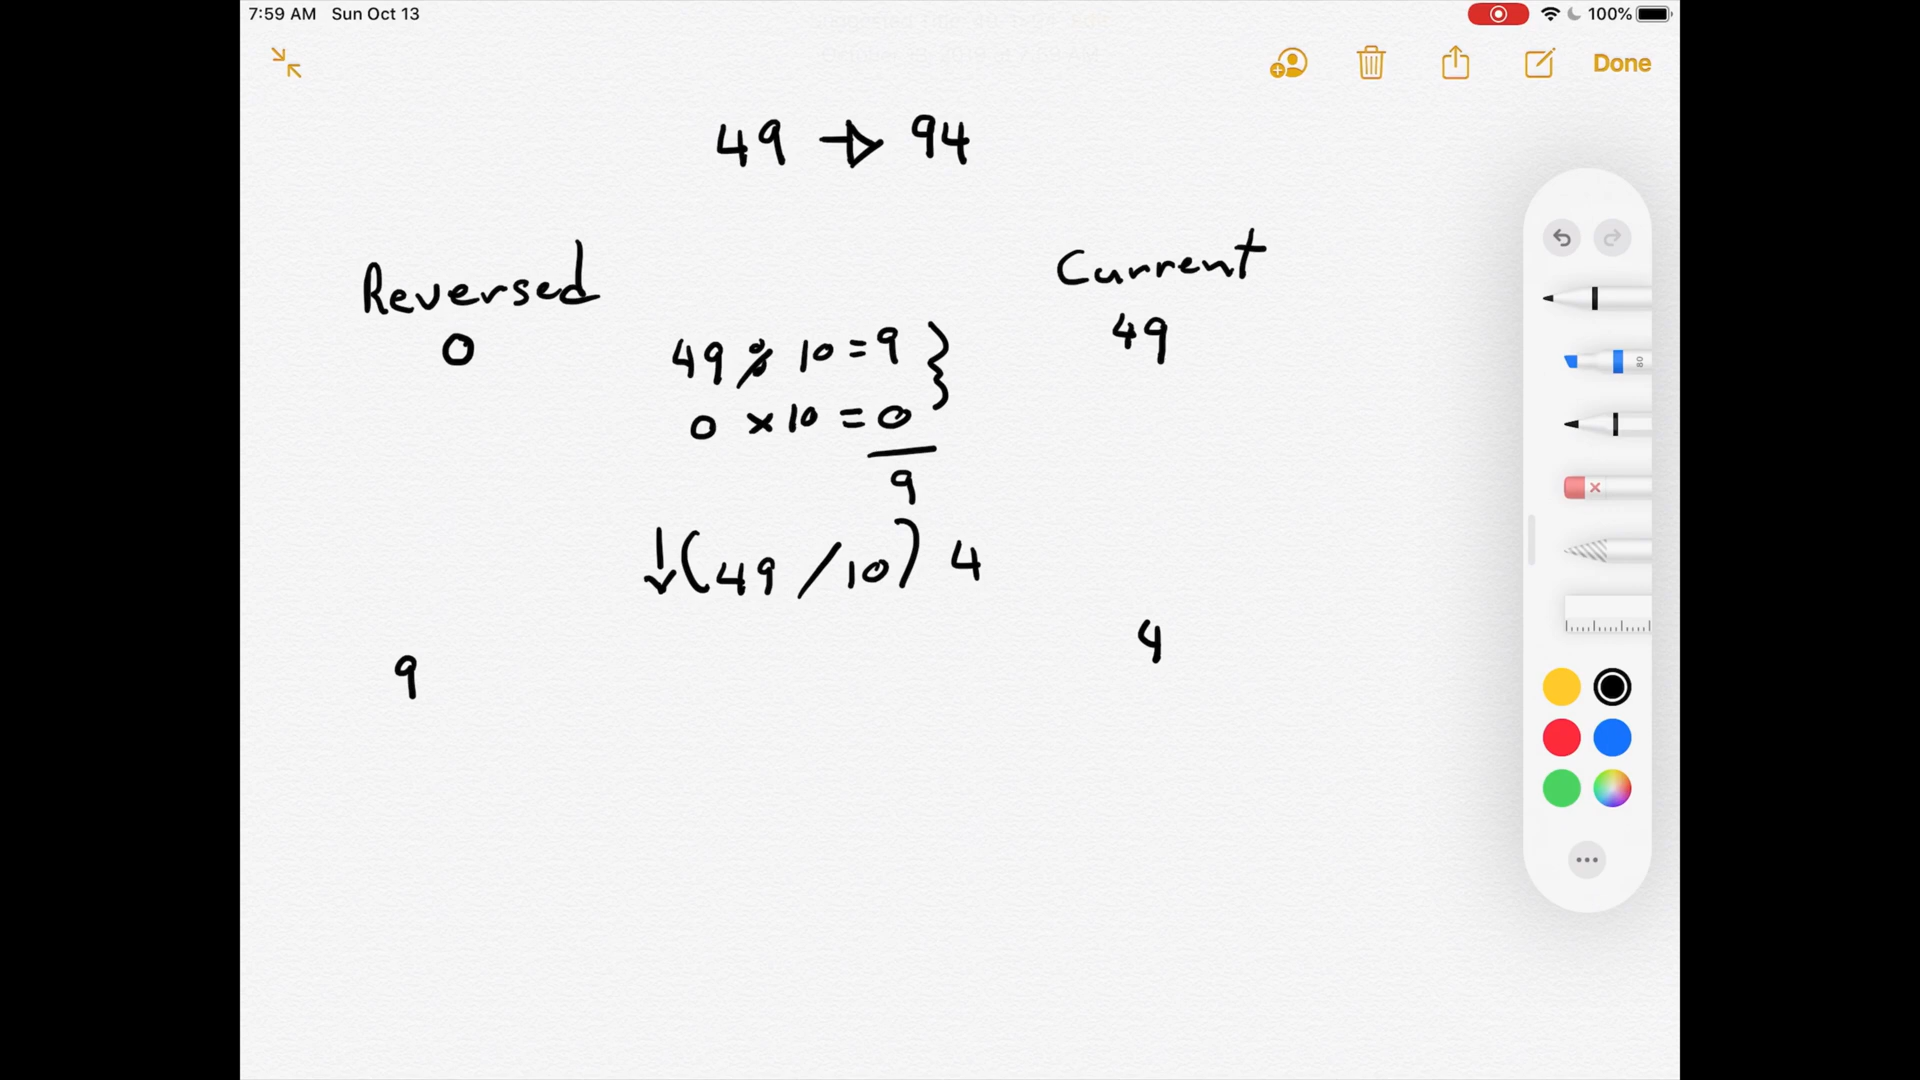 7:59 AM Sun Oct 13
100%
Done
49 → 94
Reversed
Current
0
49
49 % 10 = 9
0 × 10 = 0
9
↓(49 / 10) 4
9
4
80